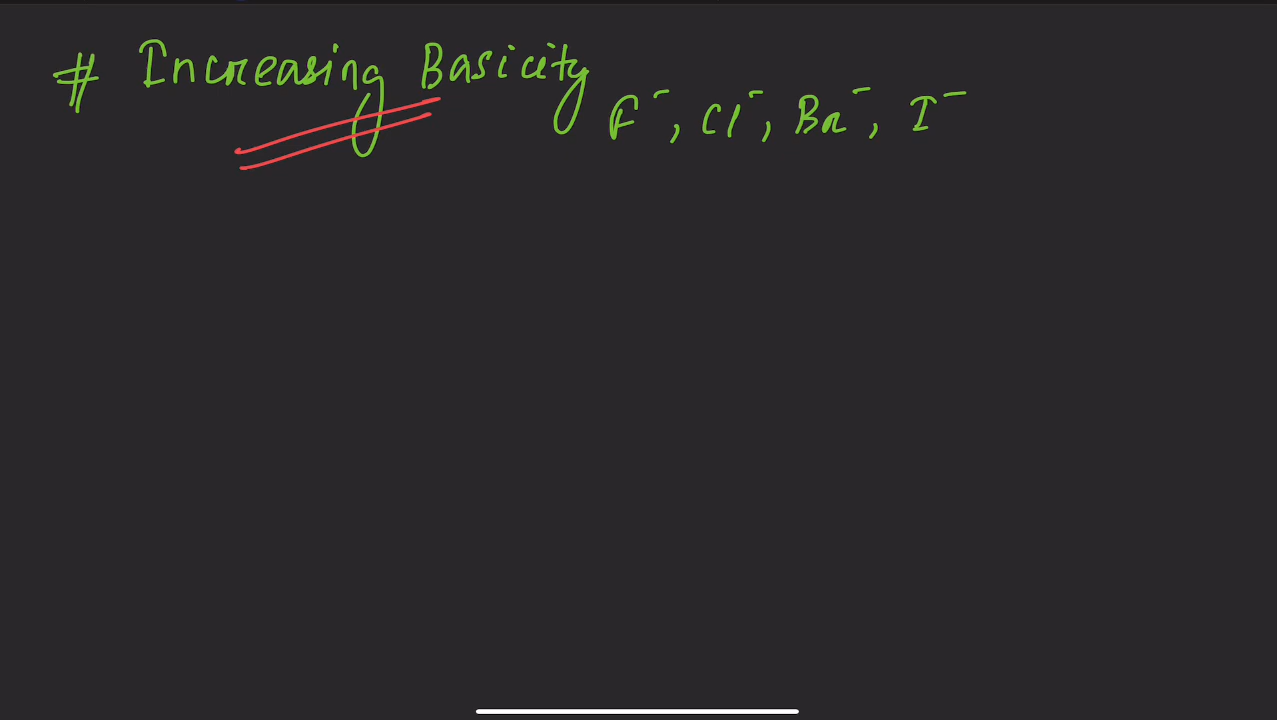 # Increasing Basicity
F⁻, Cl⁻, Br⁻, I⁻